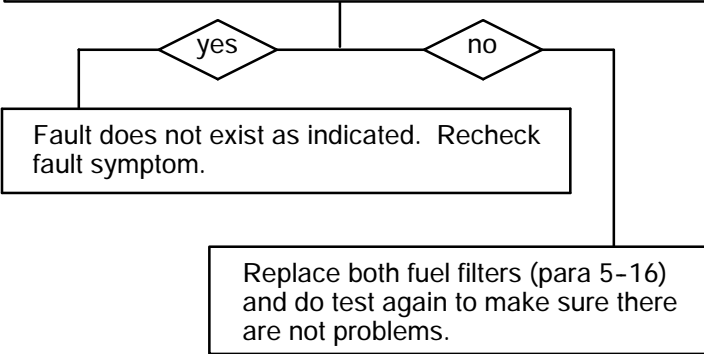 yes
no
Fault does not exist as indicated. Recheck
fault symptom.
Replace both fuel filters (para 5-16)
and do test again to make sure there
are not problems.